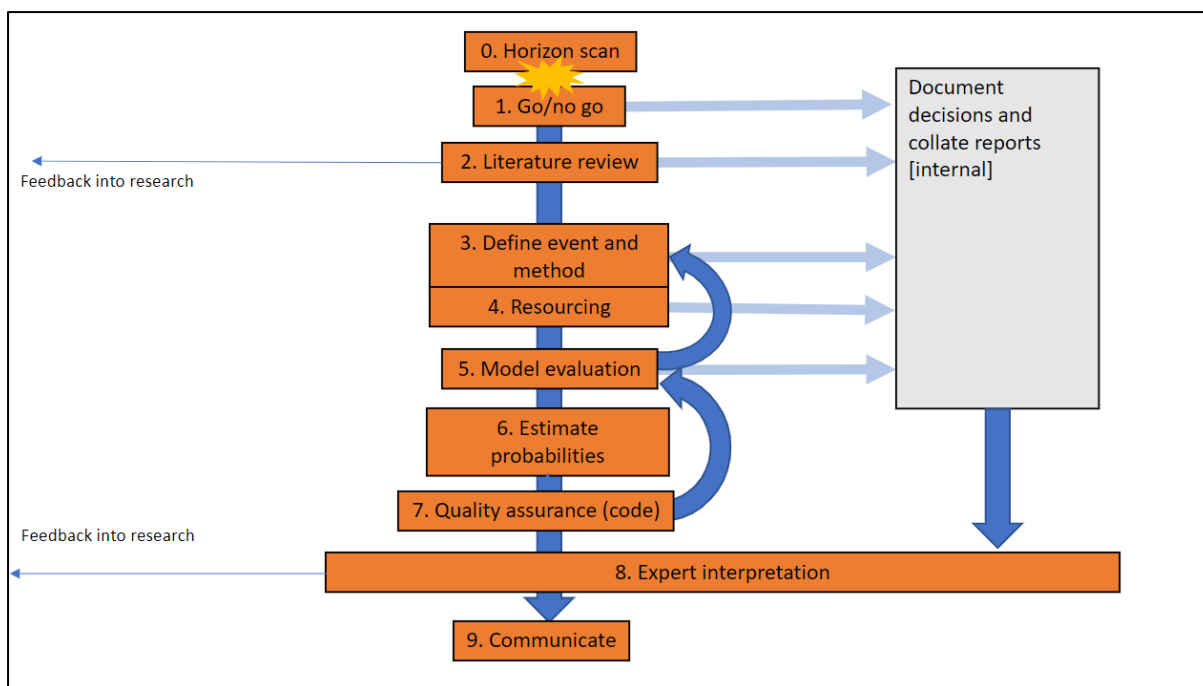 0. Horizon scan
1. Go/no go
2. Literature review
Feedback into research
3. Define event and
method
4. Resourcing
5. Model evaluation
6. Estimate
probabilities
7. Quality assurance (code)
Document
decisions and
collate reports
[internal]
Feedback into research
8. Expert interpretation
9. Communicate